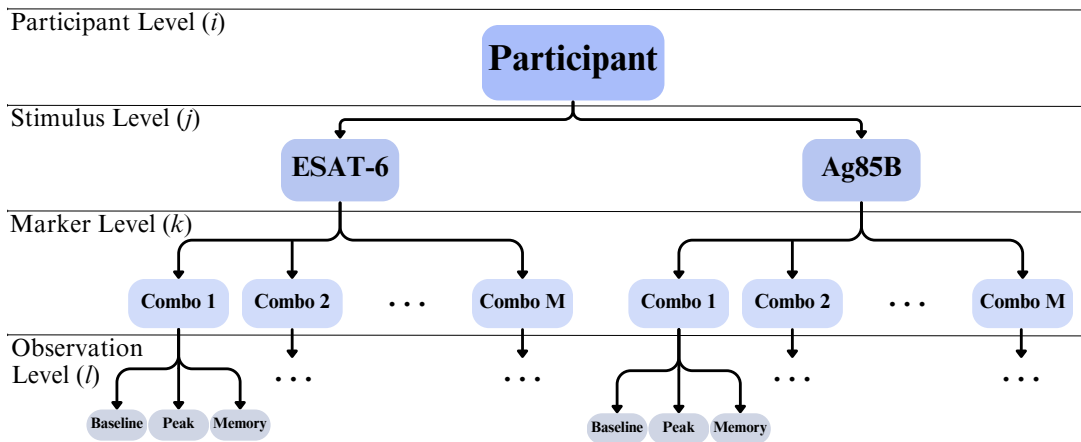 Participant Level (i)
Participant
Stimulus Level (j)
ESAT-6
Ag85B
Marker Level (k)
Combo 1
Combo 2
...
Combo M
Combo 1
Combo 2
...
Combo M
Observation
Level (l)
...
...
...
...
Baseline
Peak
Memory
Baseline
Peak
Memory